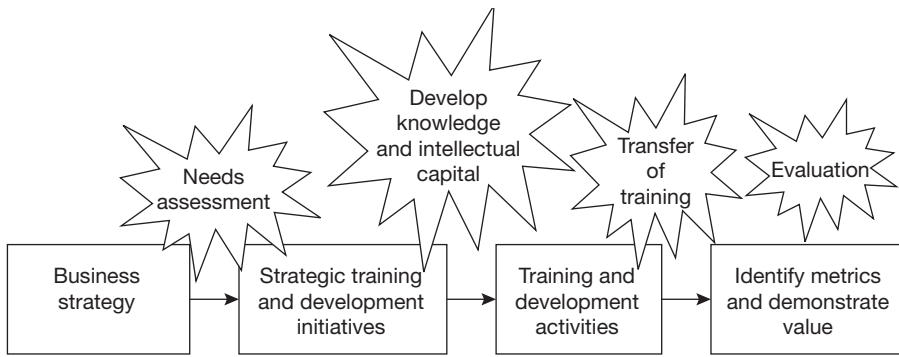 Needs
assessment
Develop
knowledge
and intellectual
capital
Transfer
of
training
Evaluation
Business
strategy
Strategic training
and development
initiatives
Training and
development
activities
Identify metrics
and demonstrate
value